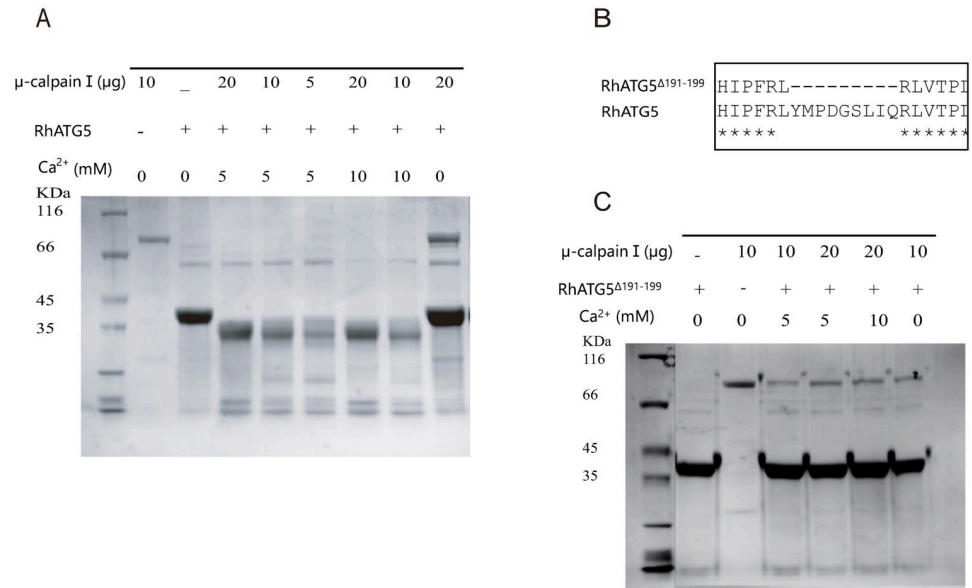 A
μ-calpain I (μg) 10 _ 20 10 5 20 10 20
RhATG5 - + + + + + + +
Ca²⁺ (mM) 0 0 5 5 5 10 10 0
KDa
116
66
45
35
B
RhATG5Δ191-199 HIPFRL---------RLVTPI
RhATG5 HIPFRLYMPDGSLIQRLVTPI
***** ******
C
μ-calpain I (μg) - 10 10 20 20 10
RhATG5Δ191-199 + - + + + +
Ca²⁺ (mM) 0 0 5 5 10 0
KDa
116
66
45
35